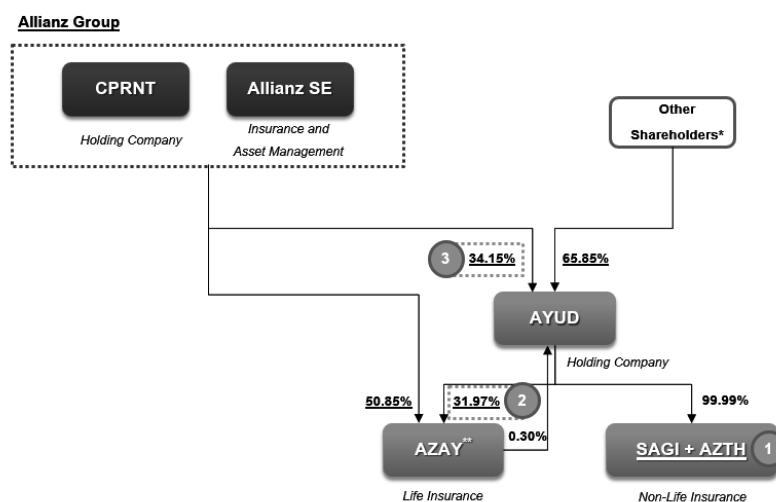 Allianz Group
CPRNT
Allianz SE
Holding Company
Insurance and
Asset Management
Other
Shareholders*
3
34.15%
65.85%
AYUD
Holding Company
50.85%
31.97%
2
99.99%
0.30%
AZAY**
SAGI + AZTH
1
Life Insurance
Non-Life Insurance